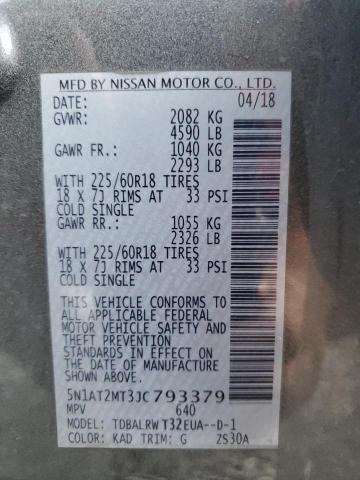 MFD BY NISSAN MOTOR CO., LTD.
DATE: 04/18
GVWR: 2082 KG
4590 LB
GAWR FR.: 1040 KG
2293 LB
WITH 225/60R18 TIRES
18 X 7J RIMS AT 33 PSI
COLD SINGLE
GAWR RR.: 1055 KG
2326 LB
WITH 225/60R18 TIRES
18 X 7J RIMS AT 33 PSI
COLD SINGLE
THIS VEHICLE CONFORMS TO
ALL APPLICABLE FEDERAL
MOTOR VEHICLE SAFETY AND
THEFT PREVENTION
STANDARDS IN EFFECT ON
THE DATE OF MANUFACTURE
SHOWN ABOVE.
5N1AT2MT3JC793379
MPV 640
MODEL: TDBALRW T32EUA--D-1
COLOR: KAD TRIM: G ZS30A